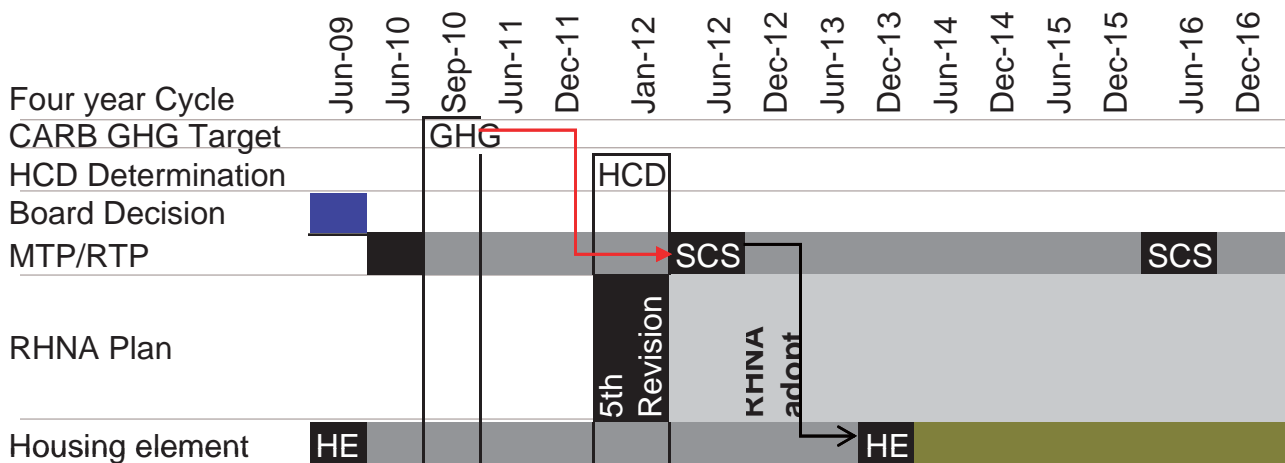 Four year Cycle Jun-09 Jun-10 Sep-10 Jun-11 Dec-11 Jan-12 Jun-12 Dec-12 Jun-13 Dec-13 Jun-14 Dec-14 Jun-15 Dec-15 Jun-16 Dec-16
CARB GHG Target GHG
HCD Determination HCD
Board Decision
MTP/RTP SCS SCS
RHNA Plan
5th
Revision
RHNA
adopt
Housing element HE HE